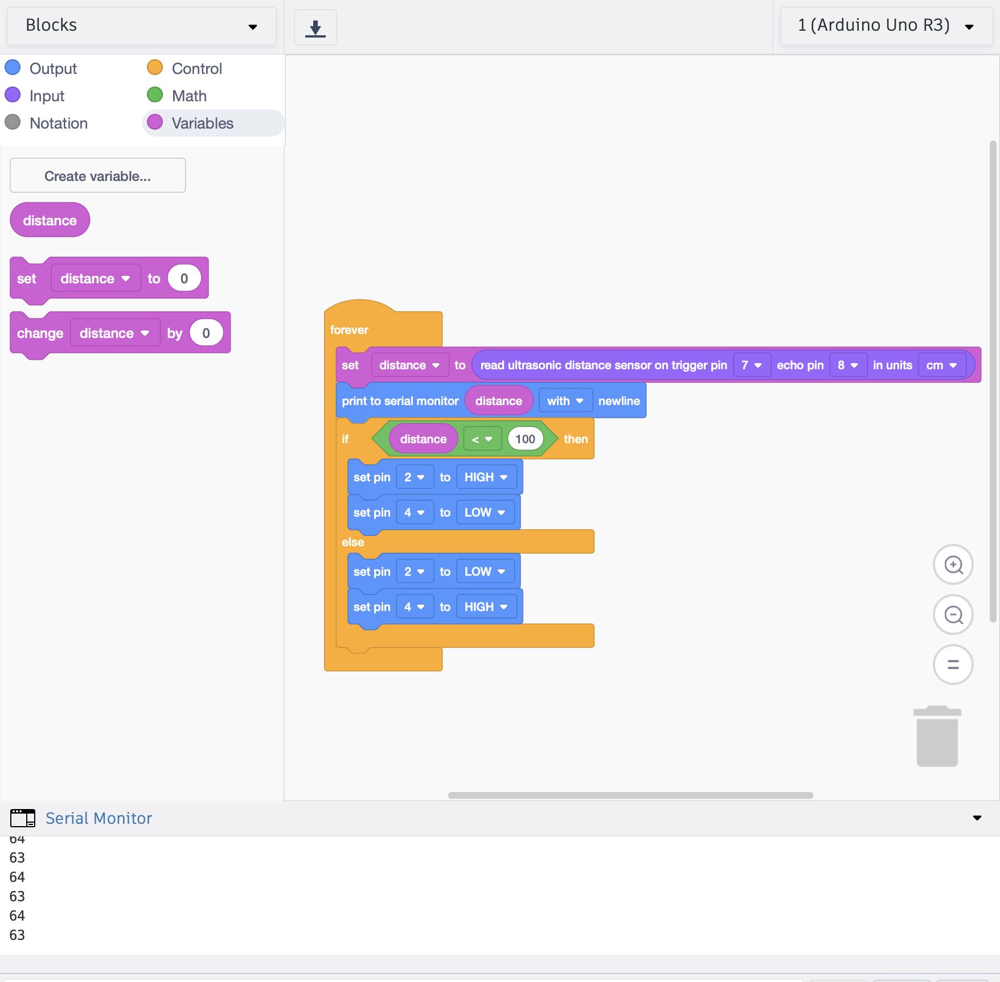 Blocks
1 (Arduino Uno R3)
Output
Control
Input
Math
Notation
Variables
Create variable...
distance
set distance to 0
change distance by 0
forever
set distance to read ultrasonic distance sensor on trigger pin 7 echo pin 8 in units cm
print to serial monitor distance with newline
if distance < 100 then
set pin 2 to HIGH
set pin 4 to LOW
else
set pin 2 to LOW
set pin 4 to HIGH
Serial Monitor
64
63
64
63
64
63